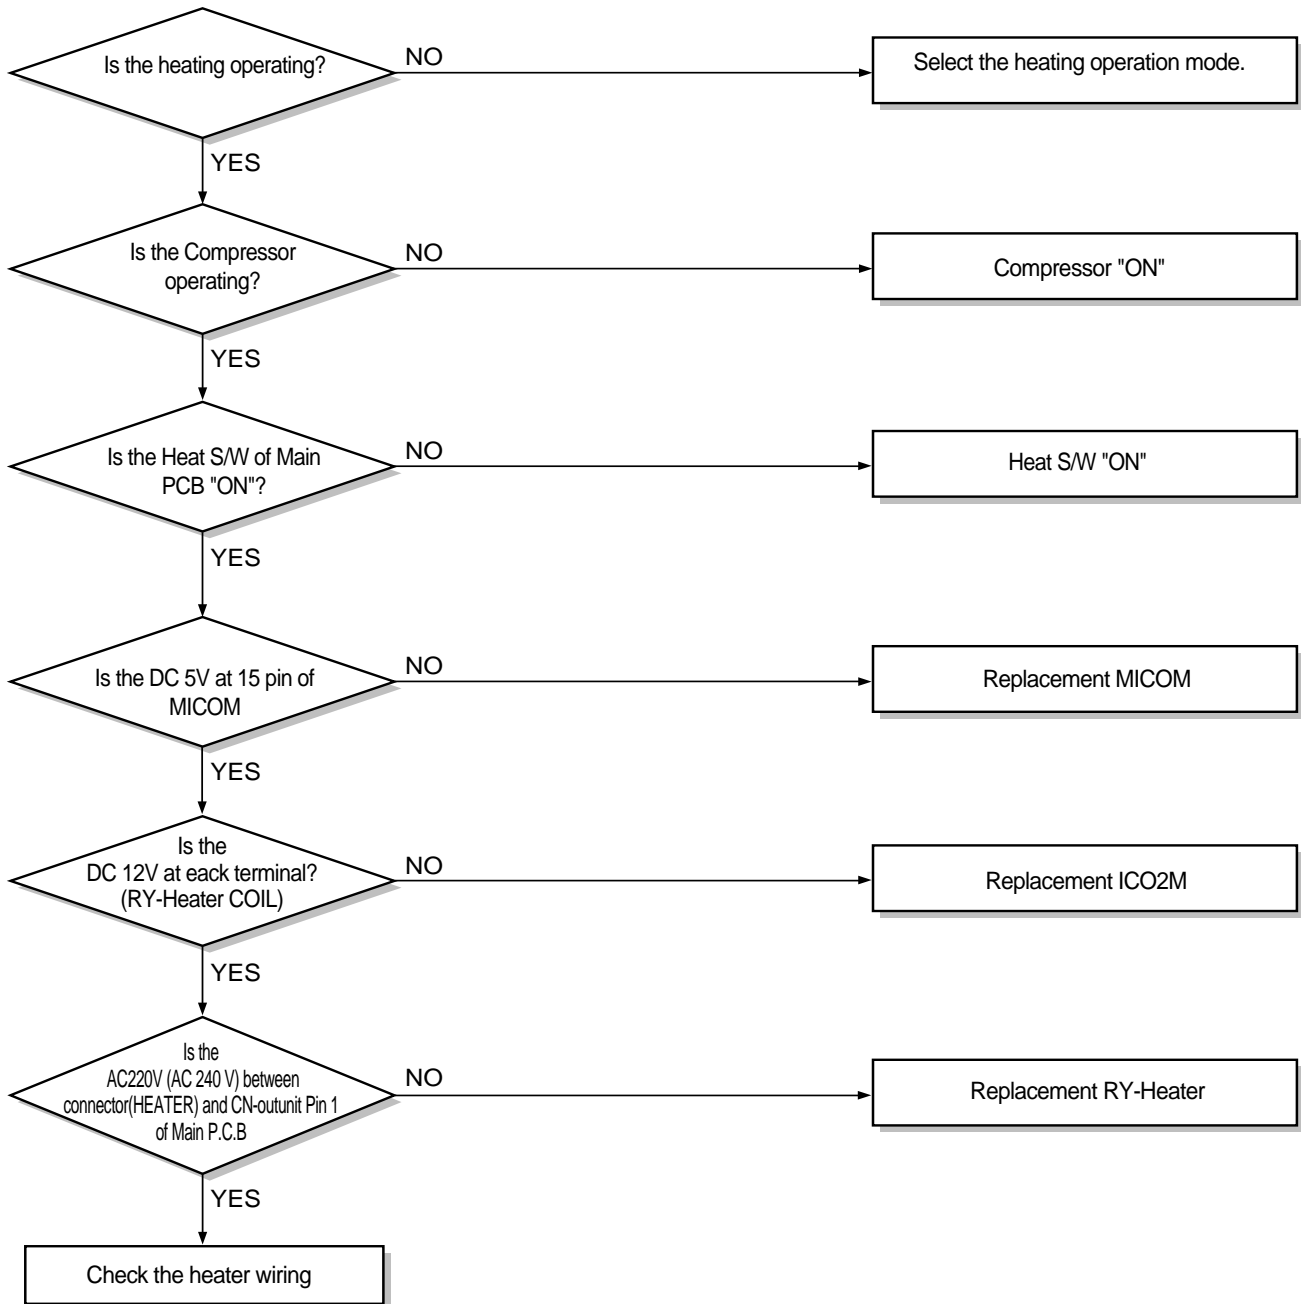 Is the heating operating?
NO
Select the heating operation mode.
YES
Is the Compressor
operating?
NO
Compressor "ON"
YES
Is the Heat S/W of Main
PCB "ON"?
NO
Heat S/W "ON"
YES
Is the DC 5V at 15 pin of
MICOM
NO
Replacement MICOM
YES
Is the
DC 12V at eack terminal?
(RY-Heater COIL)
NO
Replacement ICO2M
YES
Is the
AC220V (AC 240 V) between
connector(HEATER) and CN-outunit Pin 1
of Main P.C.B
NO
Replacement RY-Heater
YES
Check the heater wiring